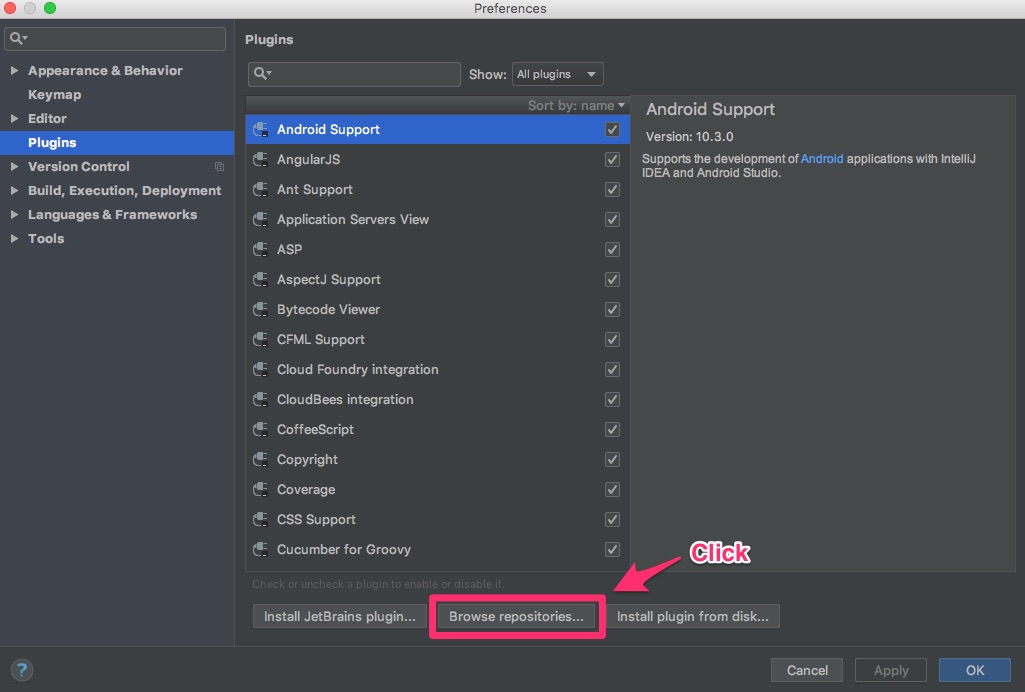 Preferences
Appearance & Behavior
Keymap
Editor
Plugins
Version Control
Build, Execution, Deployment
Languages & Frameworks
Tools
Plugins
Show: All plugins
Sort by: name
Android Support
AngularJS
Ant Support
Application Servers View
ASP
AspectJ Support
Bytecode Viewer
CFML Support
Cloud Foundry integration
CloudBees integration
CoffeeScript
Copyright
Coverage
CSS Support
Cucumber for Groovy
Android Support
Version: 10.3.0
Supports the development of Android applications with IntelliJ
IDEA and Android Studio.
Click
Check or uncheck a plugin to enable or disable it.
Install JetBrains plugin... Browse repositories... Install plugin from disk...
? Cancel Apply OK